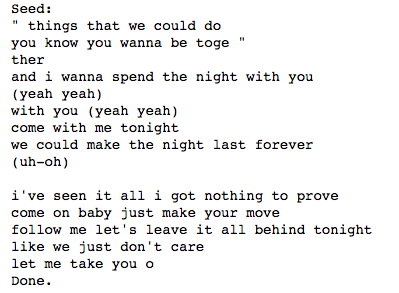 Seed:
" things that we could do
you know you wanna be toge "
ther
and i wanna spend the night with you
(yeah yeah)
with you (yeah yeah)
come with me tonight
we could make the night last forever
(uh-oh)

i've seen it all i got nothing to prove
come on baby just make your move
follow me let's leave it all behind tonight
like we just don't care
let me take you o
Done.